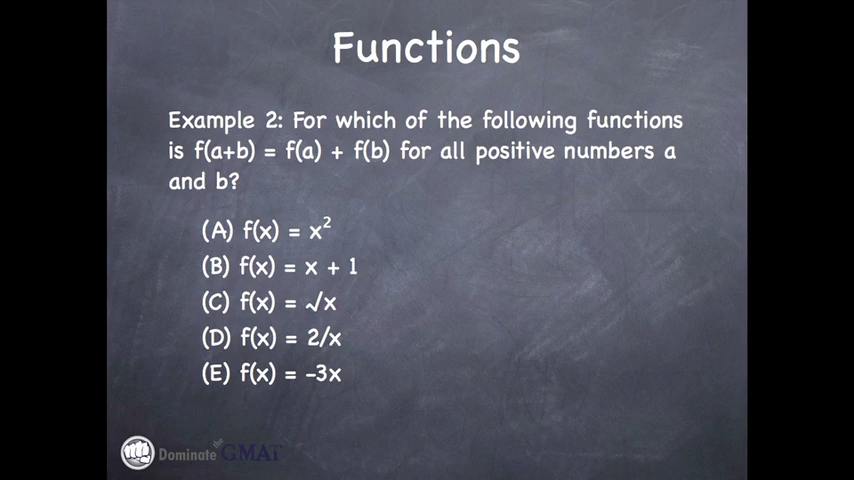 Functions
Example 2: For which of the following functions
is f(a+b) = f(a) + f(b) for all positive numbers a
and b?
(A) f(x) = x²
(B) f(x) = x + 1
(C) f(x) = √x
(D) f(x) = 2/x
(E) f(x) = -3x
Dominate the GMAT